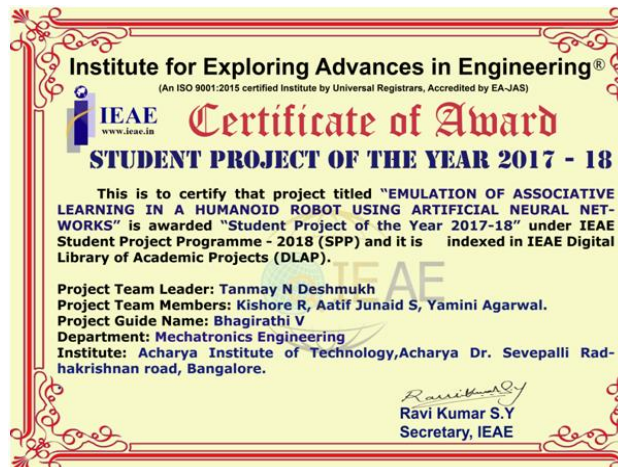 Institute for Exploring Advances in Engineering®
(An ISO 9001:2015 certified Institute by Universal Registrars, Accredited by EA-JAS)
IEAE
www.ieae.in
Certificate of Award
STUDENT PROJECT OF THE YEAR 2017 - 18
This is to certify that project titled “EMULATION OF ASSOCIATIVE
LEARNING IN A HUMANOID ROBOT USING ARTIFICIAL NEURAL NET-
WORKS” is awarded “Student Project of the Year 2017-18” under IEAE
Student Project Programme - 2018 (SPP) and it is indexed in IEAE Digital
Library of Academic Projects (DLAP).
IEAE
Project Team Leader: Tanmay N Deshmukh
Project Team Members: Kishore R, Aatif Junaid S, Yamini Agarwal.
Project Guide Name: Bhagirathi V
Department: Mechatronics Engineering
Institute: Acharya Institute of Technology,Acharya Dr. Sevepalli Rad-
hakrishnan road, Bangalore.
.
Ravi Kumar S.Y
Secretary, IEAE